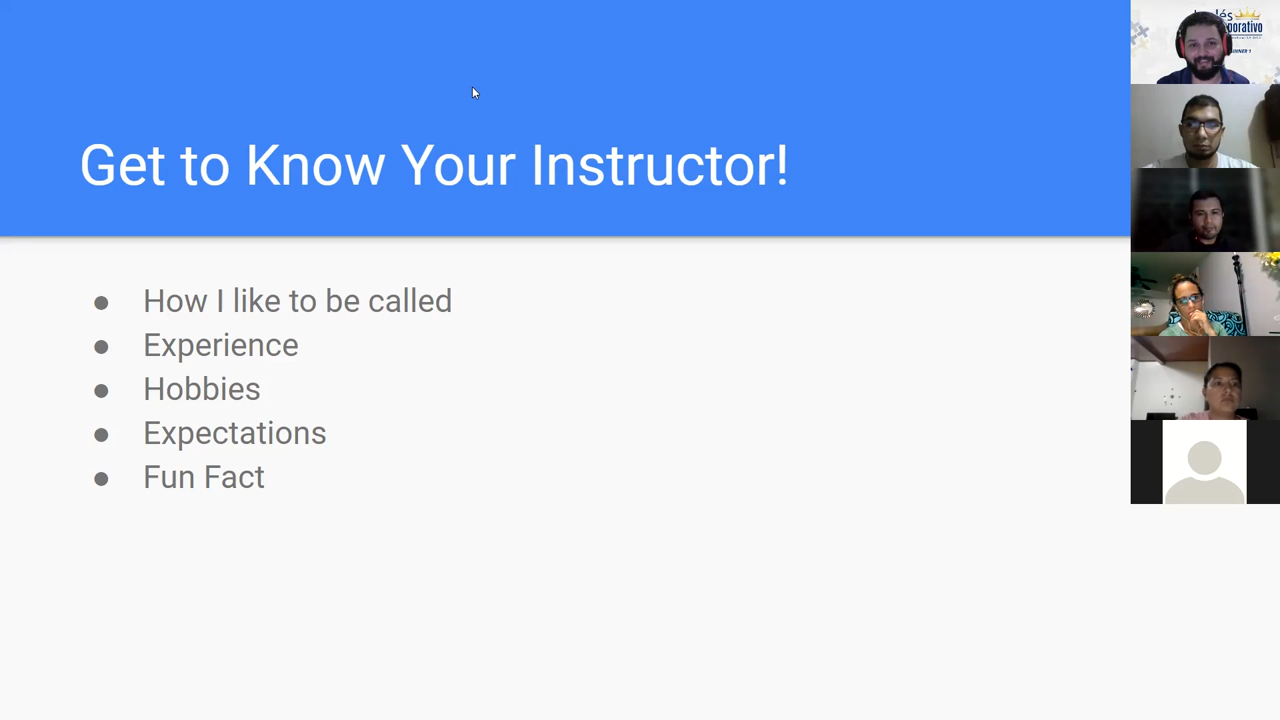 Get to Know Your Instructor!
● How I like to be called
● Experience
● Hobbies
● Expectations
● Fun Fact